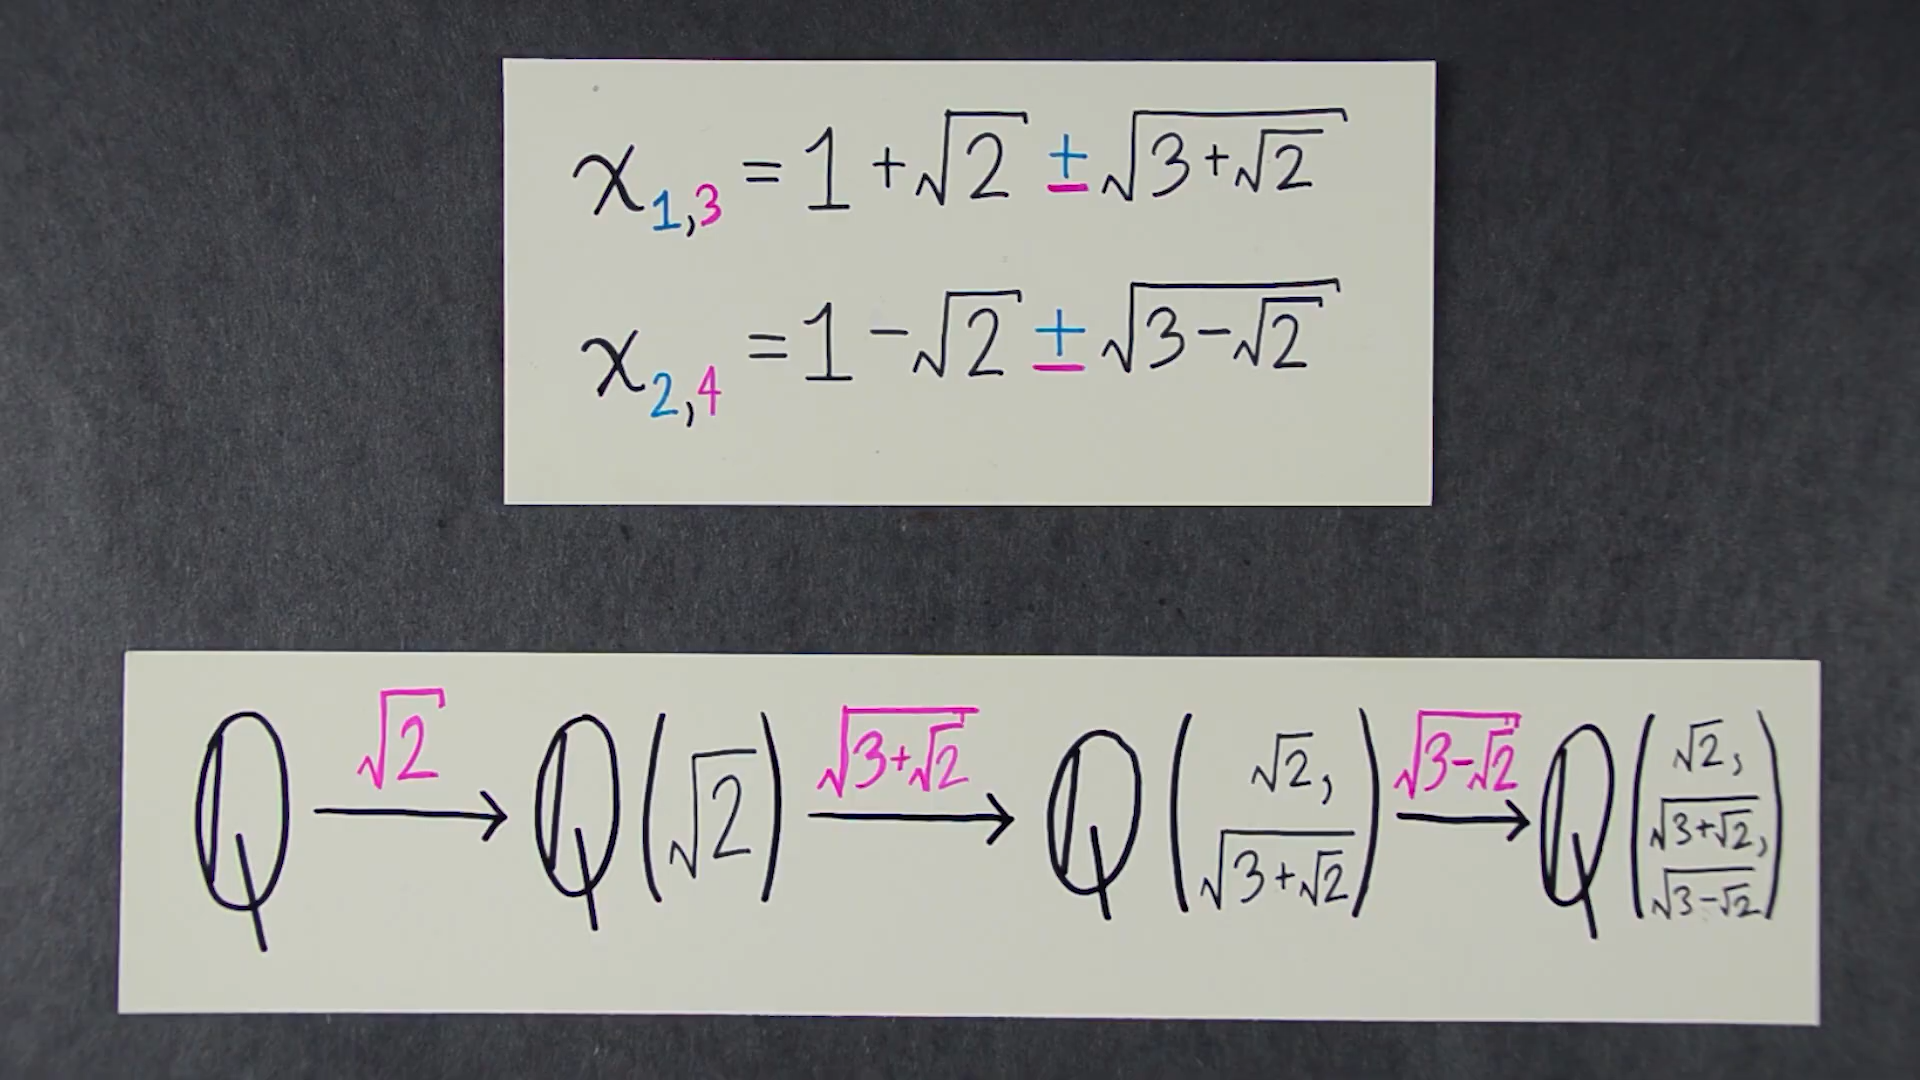 x₁,₃ = 1 + √2 ± √(3 + √2)
x₂,₄ = 1 − √2 ± √(3 − √2)
ℚ —√2→ ℚ(√2) —√(3+√2)→ ℚ(√2, √(3+√2)) —√(3−√2)→ ℚ(√2, √(3+√2), √(3−√2))